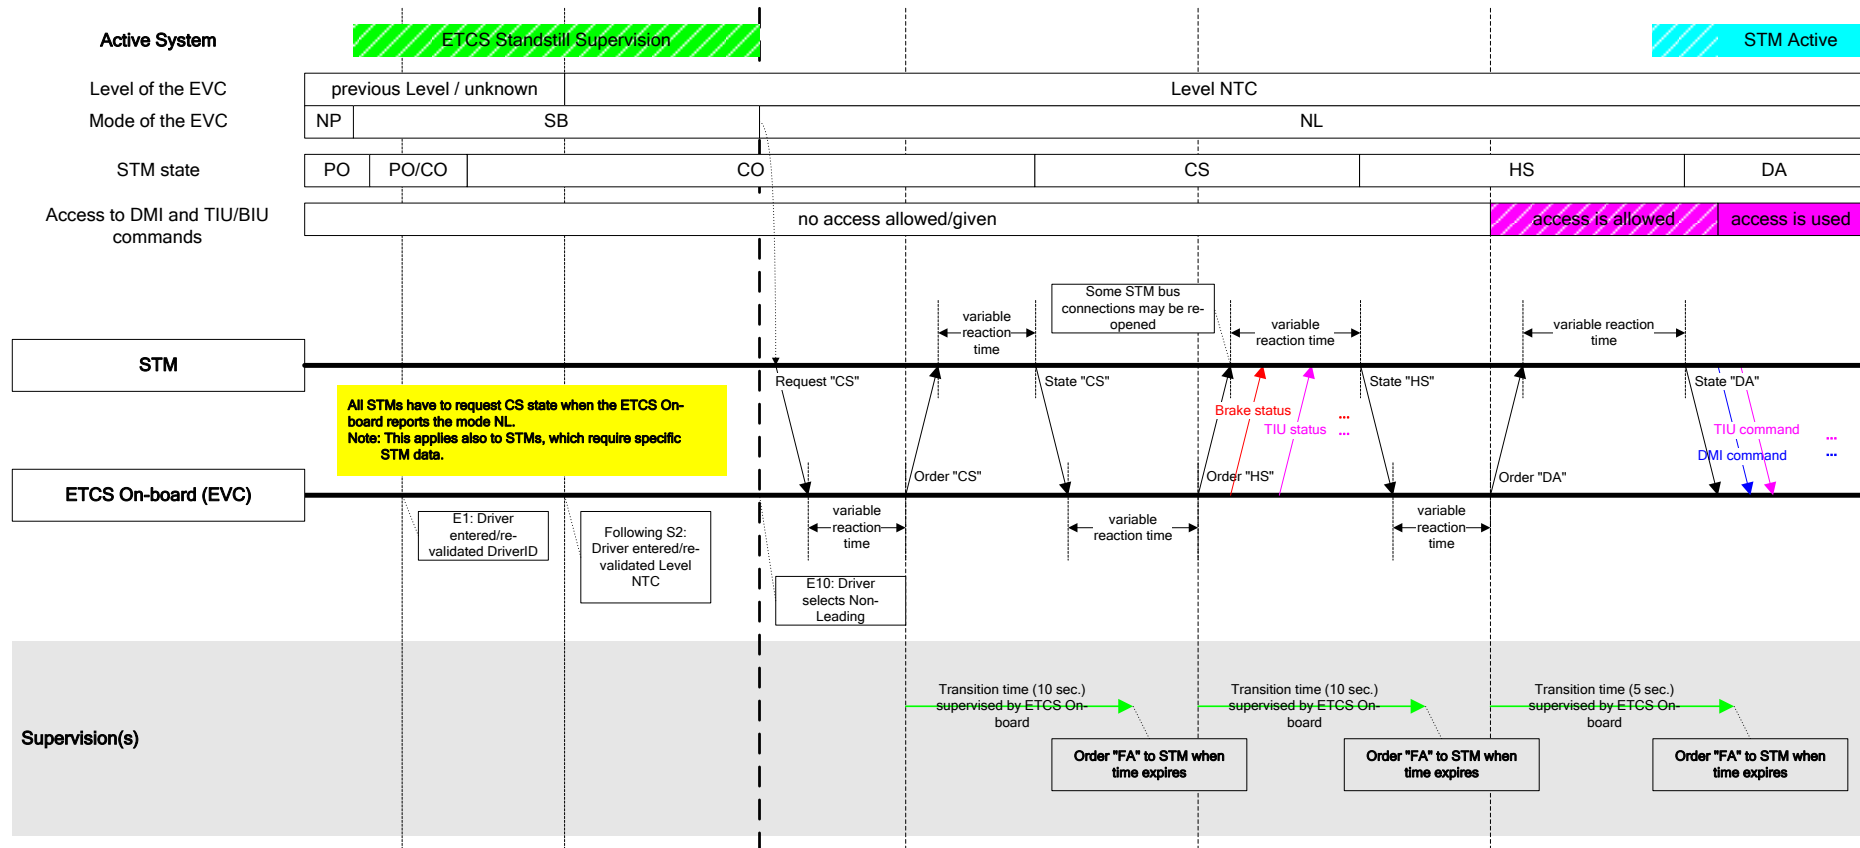 Active System
ETCS Standstill Supervision
STM Active
Level of the EVC
previous Level / unknown
Level NTC
Mode of the EVC
NP
SB
NL
STM state
PO
PO/CO
CO
CS
HS
DA
Access to DMI and TIU/BIU
commands
no access allowed/given
access is allowed
access is used
Some STM bus
connections may be re-
opened
variable
reaction
time
variable
reaction time
variable reaction
time
STM
Request "CS"
State "CS"
State "HS"
State "DA"
All STMs have to request CS state when the ETCS On-
board reports the mode NL.
Note: This applies also to STMs, which require specific
STM data.
Brake status
...
TIU status
...
TIU command
...
DMI command
...
Order "CS"
Order "HS"
Order "DA"
ETCS On-board (EVC)
E1: Driver
entered/re-
validated DriverID
Following S2:
Driver entered/re-
validated Level
NTC
E10: Driver
selects Non-
Leading
variable
reaction
time
variable
reaction time
variable
reaction
time
Supervision(s)
Transition time (10 sec.)
supervised by ETCS On-
board
Transition time (10 sec.)
supervised by ETCS On-
board
Transition time (5 sec.)
supervised by ETCS On-
board
Order "FA" to STM when
time expires
Order "FA" to STM when
time expires
Order "FA" to STM when
time expires